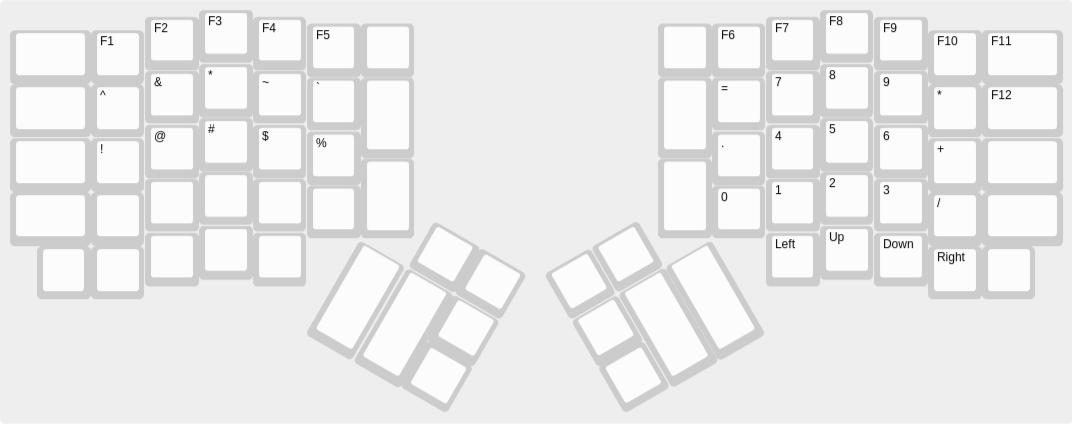 F1 F2 F3 F4 F5
^ & * ~ `
! @ # $ %
F6 F7 F8 F9 F10 F11
= 7 8 9 * F12
. 4 5 6 +
0 1 2 3 /
Left Up Down Right